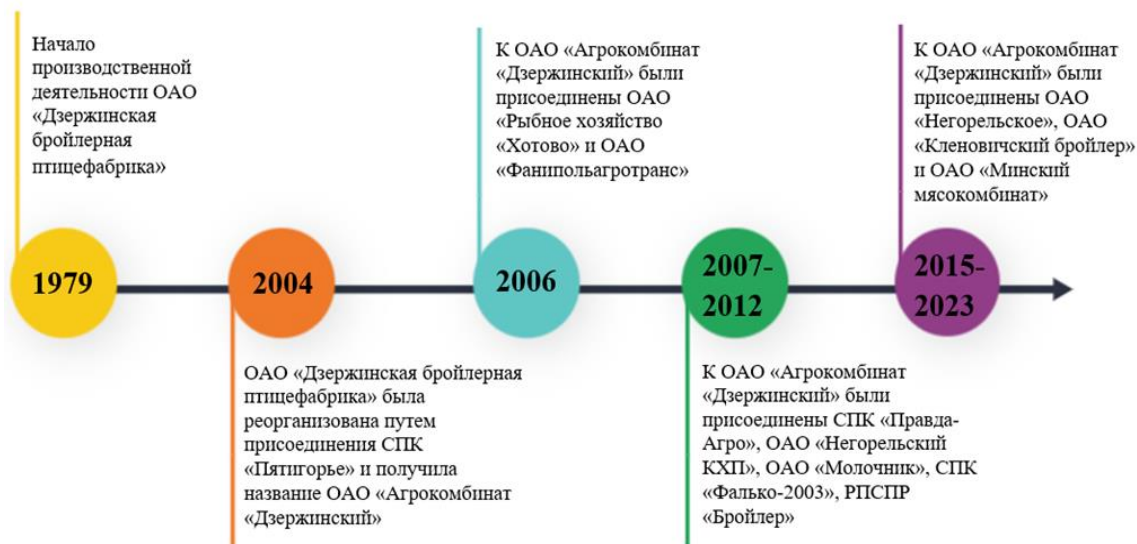 Начало
производственной
деятельности ОАО
«Дзержинская
бройлерная
птицефабрика»
1979
2004
ОАО «Дзержинская бройлерная
птицефабрика» была
реорганизована путем
присоединения СПК
«Пятигорье» и получила
название ОАО «Агрокомбинат
«Дзержинский»
К ОАО «Агрокомбинат
«Дзержинский» были
присоединены ОАО
«Рыбное хозяйство
«Хотово» и ОАО
«Фанипольагротранс»
2006
2007-
2012
К ОАО «Агрокомбинат
«Дзержинский» были
присоединены СПК «Правда-
Агро», ОАО «Негорельский
КХП», ОАО «Молочник», СПК
«Фалько-2003», РПСПР
«Бройлер»
К ОАО «Агрокомбинат
«Дзержинский» были
присоединены ОАО
«Негорельское», ОАО
«Кленовичский бройлер»
и ОАО «Минский
мясокомбинат»
2015-
2023